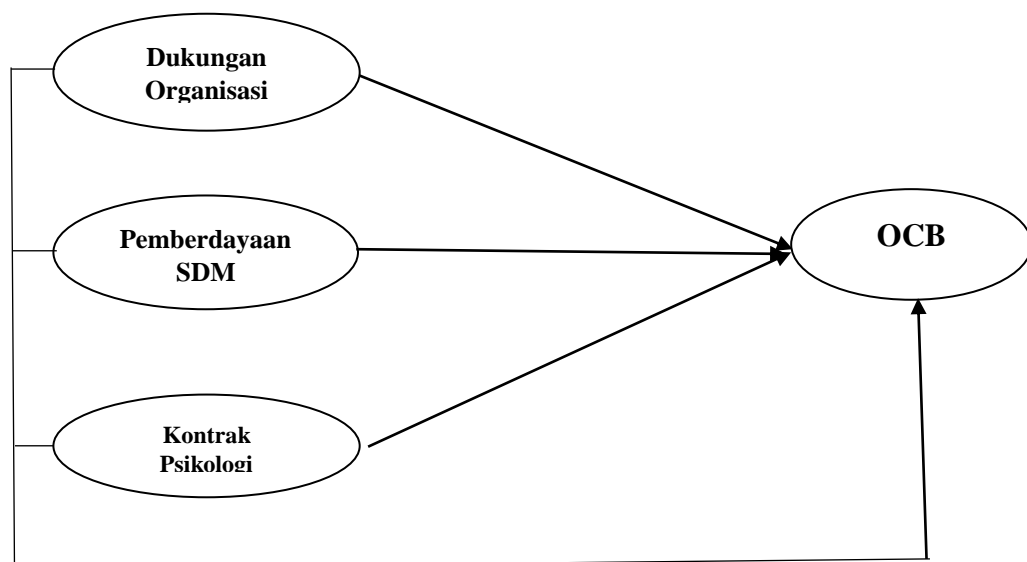 Dukungan
Organisasi
Pemberdayaan
SDM
OCB
Kontrak
Psikologi